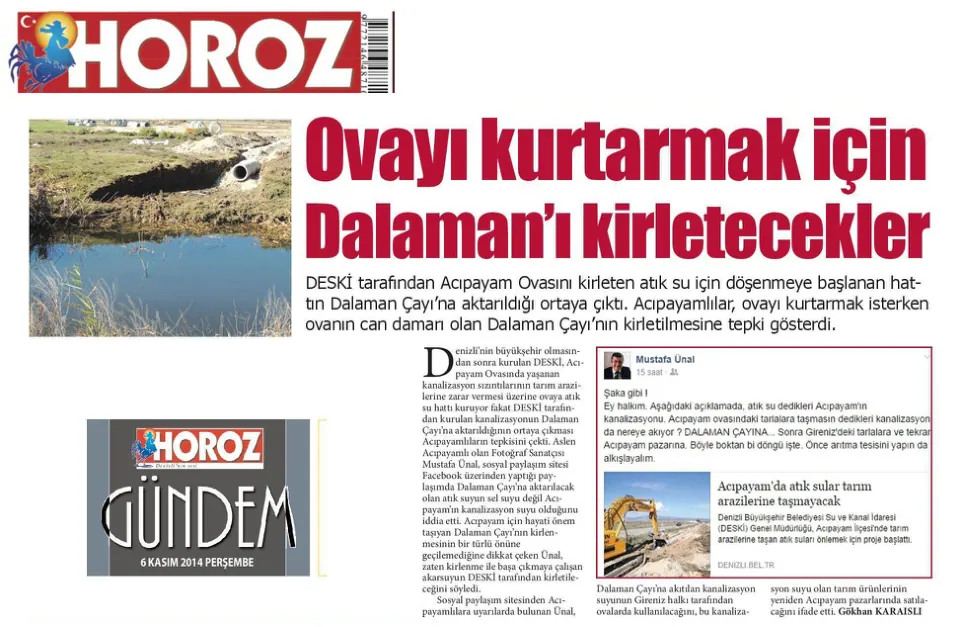 HOROZ
Ovayı kurtarmak için
Dalaman’ı kirletecekler
DESKİ tarafından Acıpayam Ovasını kirleten atık su için döşenmeye başlanan hat-
tın Dalaman Çayı’na aktarıldığı ortaya çıktı. Acıpayamlılar, ovayı kurtarmak isterken
ovanın can damarı olan Dalaman Çayı’nın kirletilmesine tepki gösterdi.
Denizli’nin büyükşehir olmasın-
dan sonra kurulan DESKİ, Acı-
payam Ovasında yaşanan
kanalizasyon sızıntılarının tarım arazi-
lerine zarar vermesi üzerine ovaya atık
su hattı kuruyor fakat DESKİ tarafın-
dan kurulan kanalizasyonun Dalaman
Çayı’na aktarıldığının ortaya çıkması
Acıpayamlıların tepkisini çekti. Aslen
Acıpayamlı olan Fotoğraf Sanatçısı
Mustafa Ünal, sosyal paylaşım sitesi
Facebook üzerinden yaptığı pay-
laşımda Dalaman Çayı’na aktarılacak
olan atık suyun sel suyu değil Acı-
payam’ın kanalizasyon suyu olduğunu
iddia etti. Acıpayam için hayati önem
taşıyan Dalaman Çayı’nın kirlen-
mesinin bir türlü önüne
geçilemediğine dikkat çeken Ünal,
zaten kirlenme ile başa çıkmaya çalışan
akarsuyun DESKİ tarafından kirletile-
ceğini söyledi.
Sosyal paylaşım sitesinden Acı-
payamlılara uyarılarda bulunan Ünal,
Mustafa Ünal
15 saat ·
Şaka gibi !
Ey halkım. Aşağıdaki açıklamada, atık su dedikleri Acıpayam'ın
kanalizasyonu. Acıpayam ovasındaki tarlalara taşmasın dedikleri kanalizasyon
da nereye akıyor ? DALAMAN ÇAYINA... Sonra Gireniz'deki tarlalara ve tekrar
Acıpayam pazarına. Böyle boktan bi döngü işte. Önce arıtma tesisini yapın da
alkışlayalım.
Acıpayam'da atık sular tarım
arazilerine taşmayacak
Denizli Büyükşehir Belediyesi Su ve Kanal İdaresi
(DESKİ) Genel Müdürlüğü, Acıpayam İlçesi'nde tarım
arazilerine taşan atık suları önlemek için proje başlattı.
DENIZLI.BEL.TR
Dalaman Çayı’na akıtılan kanalizasyon
suyunun Gireniz halkı tarafından
ovalarda kullanılacağını, bu kanaliza-
syon suyu olan tarım ürünlerinin
yeniden Acıpayam pazarlarında satıla-
cağını ifade etti. Gökhan KARAISLI
HOROZ
GÜNDEM
6 KASIM 2014 PERŞEMBE